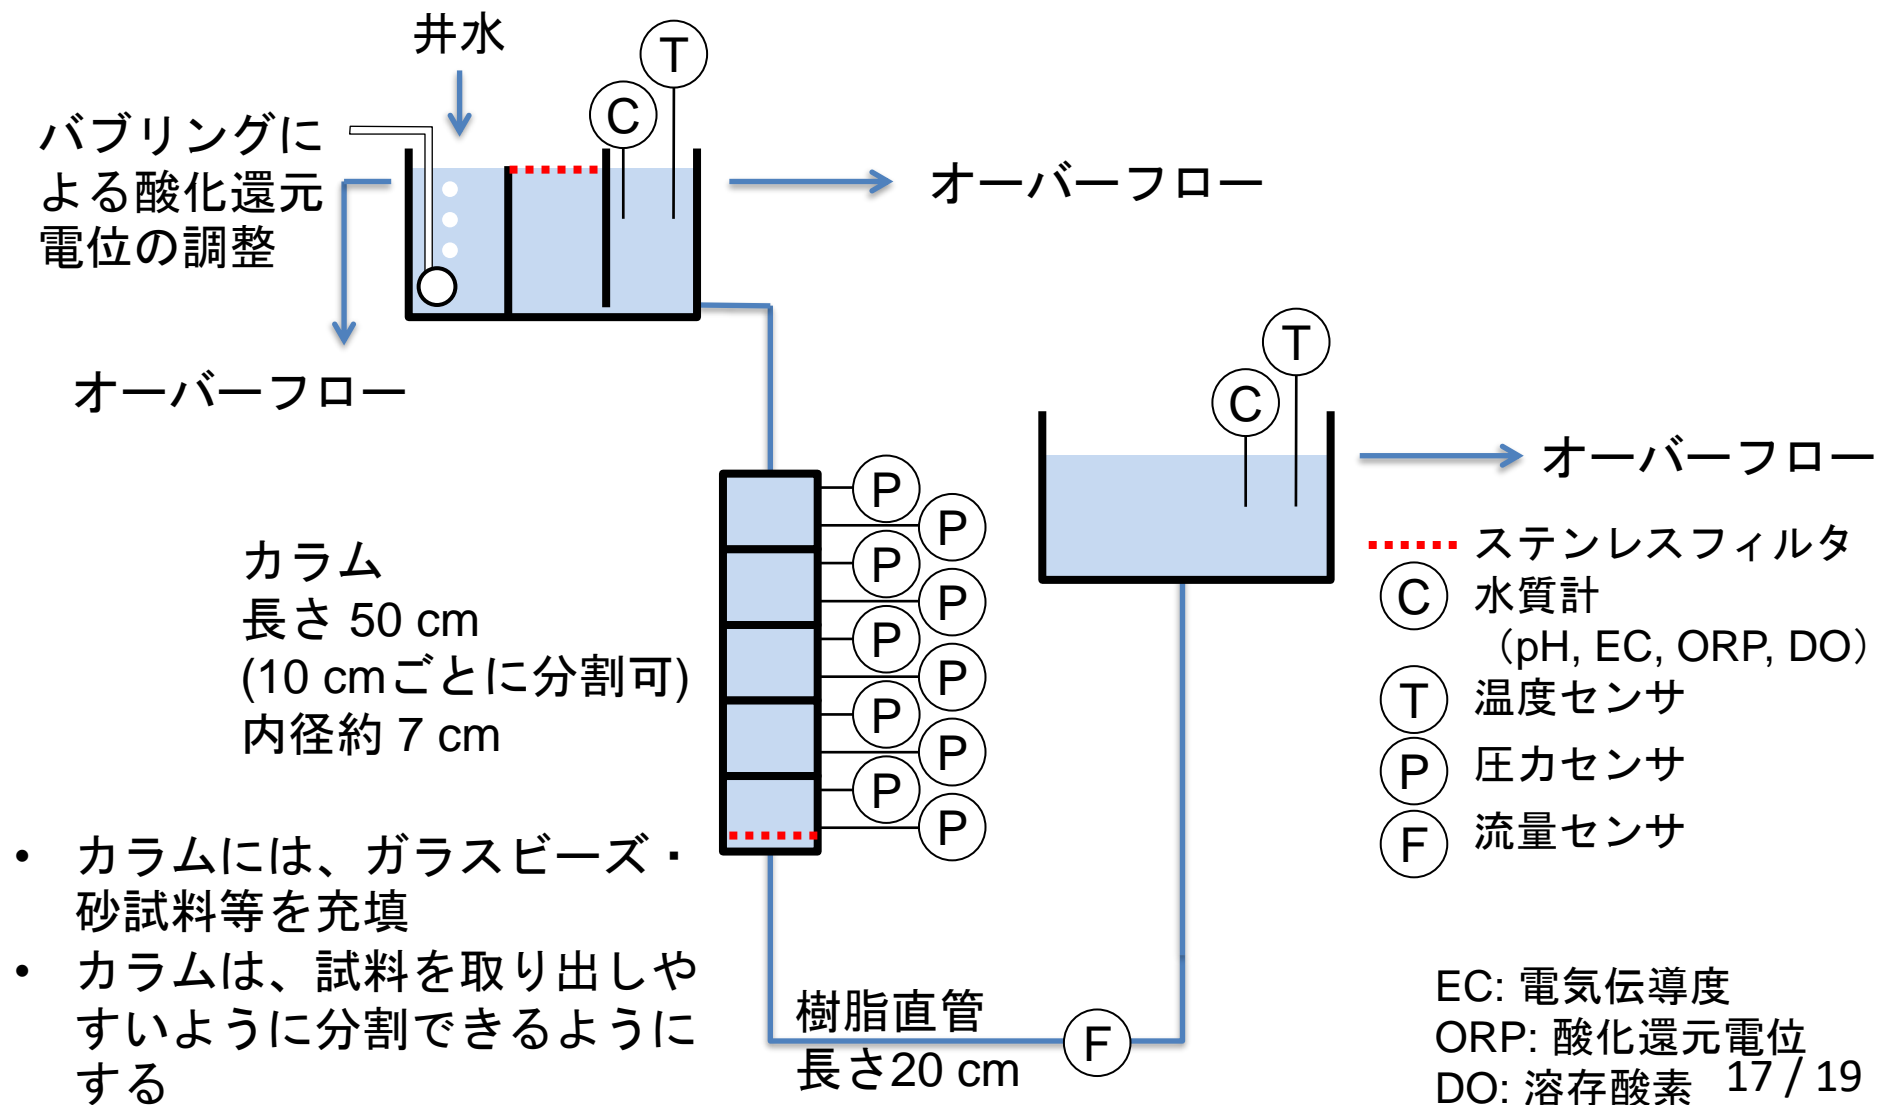 井水
T
C
バブリングに
よる酸化還元
電位の調整
オーバーフロー
オーバーフロー
T
C
オーバーフロー
カラム
長さ 50 cm
(10 cmごとに分割可)
内径約 7 cm
P
P
P
P
P
P
P
P
P
P
ステンレスフィルタ
C 水質計
（pH, EC, ORP, DO）
T 温度センサ
P 圧力センサ
F 流量センサ
• カラムには、ガラスビーズ・
砂試料等を充填
• カラムは、試料を取り出しや
すいように分割できるように
する
樹脂直管
長さ20 cm
F
EC: 電気伝導度
ORP: 酸化還元電位
DO: 溶存酸素
17 / 19